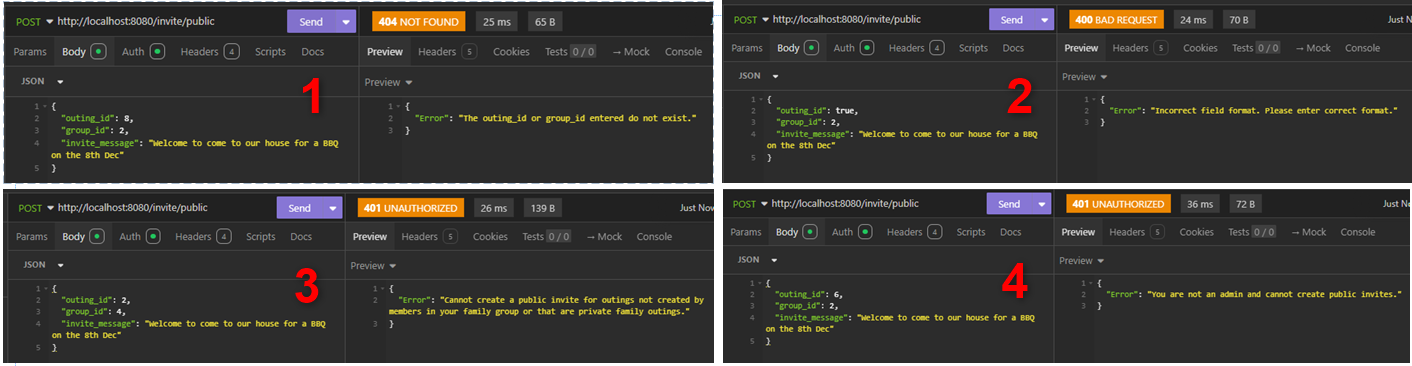 POST http://localhost:8080/invite/public Send 404 NOT FOUND 25 ms 65 B
Params Body Auth Headers 4 Scripts Docs Preview Headers 5 Cookies Tests 0 / 0 → Mock Console
JSON Preview
1
1 {
2 "outing_id": 8,
3 "group_id": 2,
4 "invite_message": "Welcome to come to our house for a BBQ
on the 8th Dec"
5 }
1 {
2 "Error": "The outing_id or group_id entered do not exist."
3 }
POST http://localhost:8080/invite/public Send 400 BAD REQUEST 24 ms 70 B Just Now
Params Body Auth Headers 4 Scripts Docs Preview Headers 5 Cookies Tests 0 / 0 → Mock Console
JSON Preview
2
1 {
2 "outing_id": true,
3 "group_id": 2,
4 "invite_message": "Welcome to come to our house for a BBQ
on the 8th Dec"
5 }
1 {
2 "Error": "Incorrect field format. Please enter correct format."
3 }
POST http://localhost:8080/invite/public Send 401 UNAUTHORIZED 26 ms 139 B Just Now
Params Body Auth Headers 4 Scripts Docs Preview Headers 5 Cookies Tests 0 / 0 → Mock Console
JSON Preview
3
1 {
2 "outing_id": 2,
3 "group_id": 4,
4 "invite_message": "Welcome to come to our house for a BBQ
on the 8th Dec"
5 }
1 {
2 "Error": "Cannot create a public invite for outings not created by
members in your family group or that are private family outings."
3 }
POST http://localhost:8080/invite/public Send 401 UNAUTHORIZED 36 ms 72 B Just
Params Body Auth Headers 4 Scripts Docs Preview Headers 5 Cookies Tests 0 / 0 → Mock Console
JSON Preview
4
1 {
2 "outing_id": 6,
3 "group_id": 2,
4 "invite_message": "Welcome to come to our house for a BBQ
on the 8th Dec"
5 }
1 {
2 "Error": "You are not an admin and cannot create public invites."
3 }